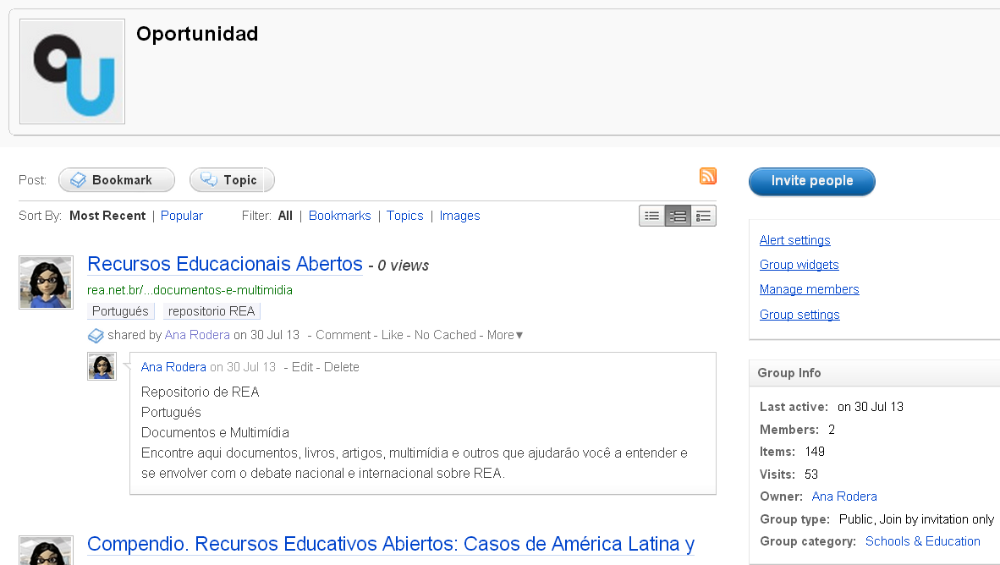 Oportunidad
Post: Bookmark Topic
Invite people
Sort By: Most Recent | Popular Filter: All | Bookmarks | Topics | Images
Alert settings
Group widgets
Manage members
Group settings
Recursos Educacionais Abertos - 0 views
rea.net.br/...documentos-e-multimidia
Portugués repositorio REA
shared by Ana Rodera on 30 Jul 13 - Comment - Like - No Cached - More▼
Ana Rodera on 30 Jul 13 - Edit - Delete
Repositorio de REA
Portugués
Documentos e Multimídia
Encontre aqui documentos, livros, artigos, multimídia e outros que ajudarão você a entender e
se envolver com o debate nacional e internacional sobre REA.
Group Info
Last active: on 30 Jul 13
Members: 2
Items: 149
Visits: 53
Owner: Ana Rodera
Group type: Public, Join by invitation only
Group category: Schools & Education
Compendio. Recursos Educativos Abiertos: Casos de América Latina y